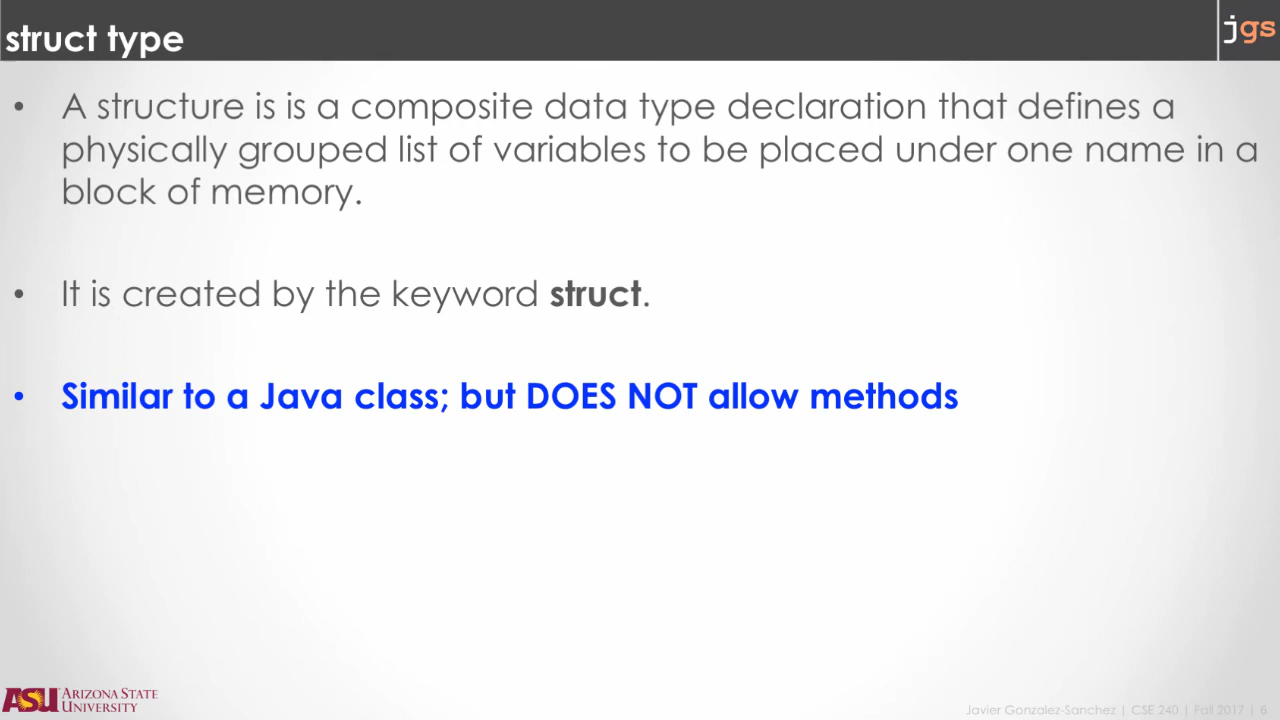 struct type
jgs
• A structure is is a composite data type declaration that defines a
physically grouped list of variables to be placed under one name in a
block of memory.
• It is created by the keyword struct.
• Similar to a Java class; but DOES NOT allow methods
ASU ARIZONA STATE
UNIVERSITY
Javier Gonzalez-Sanchez | CSE 240 | Fall 2017 | 6